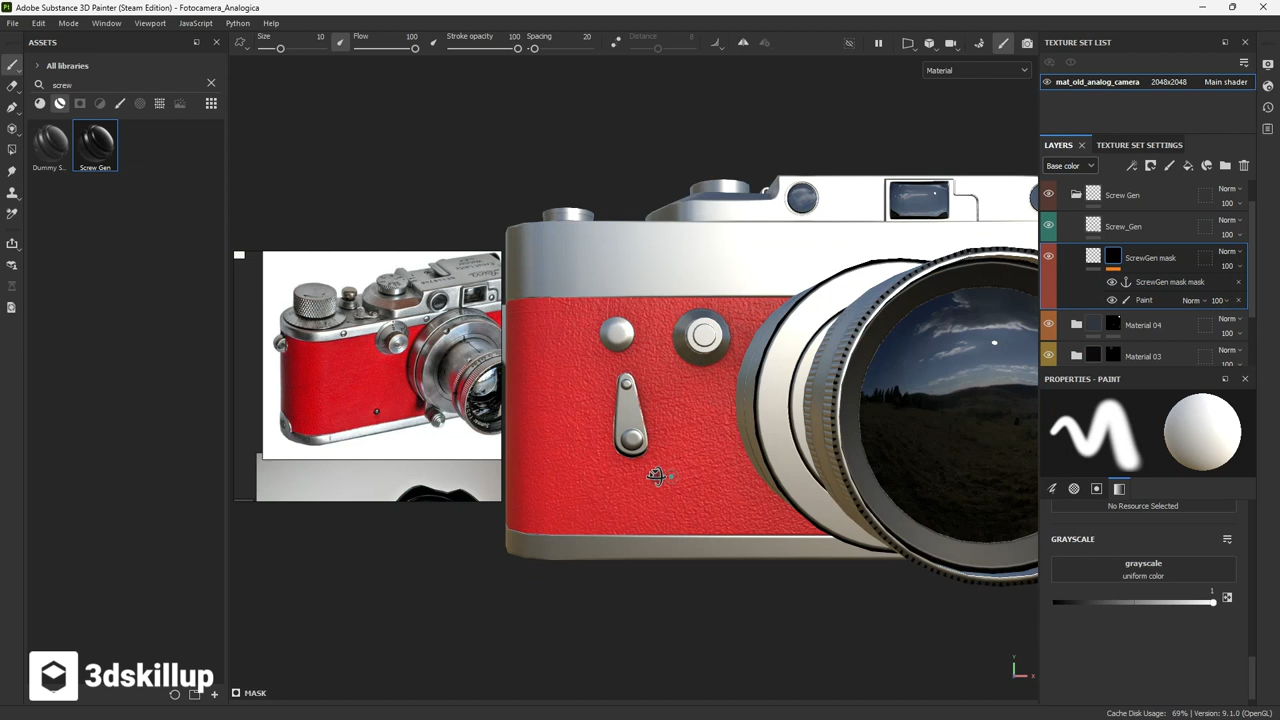 Adobe Substance 3D Painter (Steam Edition) - Fotocamera_Analogica
File Edit Mode Window Viewport JavaScript Python Help
ASSETS
All libraries
screw
Dummy S...
Screw Gen
Size 10 Flow 100 Stroke opacity 100 Spacing 20 Distance 8
Material
MASK
3dskillup
TEXTURE SET LIST
mat_old_analog_camera 2048x2048 Main shader
LAYERS TEXTURE SET SETTINGS
Base color
Screw Gen Norm 100
Screw_Gen Norm 100
ScrewGen mask Norm 100
ScrewGen mask mask
Paint Norm 100
Material 04 Norm 100
Material 03 Norm 100
PROPERTIES - PAINT
No Resource Selected
GRAYSCALE
grayscale
uniform color
1
Y
X
Cache Disk Usage: 69% | Version: 9.1.0 (OpenGL)